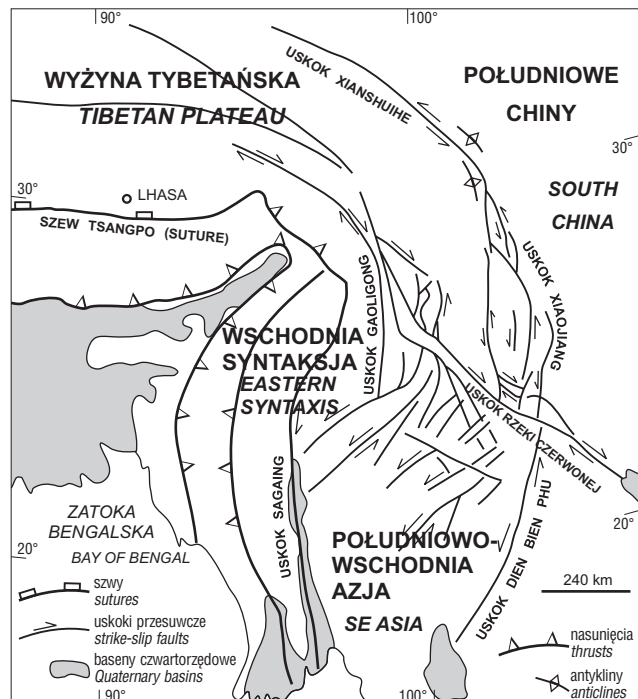 90°
100°
WYŻYNA TYBETAŃSKA
TIBETAN PLATEAU
USKOK XIANSHUIHE
POŁUDNIOWE
CHINY
30°
30°
LHASA
SZEW TSANGPO (SUTURE)
SOUTH
CHINA
USKOK GAOLIGONG
USKOK XIAOJIANG
WSCHODNIA
SYNTAKSJA
EASTERN
SYNTAXIS
USKOK RZEKI CZERWONEJ
USKOK SAGAING
ZATOKA
BENGALSKA
BAY OF BENGAL
POŁUDNIOWO-
WSCHODNIA
AZJA
SE ASIA
USKOK DIEN BIEN PHU
20°
20°
240 km
szwy
sutures
uskoki przesuwcze
strike-slip faults
baseny czwartorzędowe
Quaternary basins
nasunięcia
thrusts
antykliny
anticlines
90°
100°